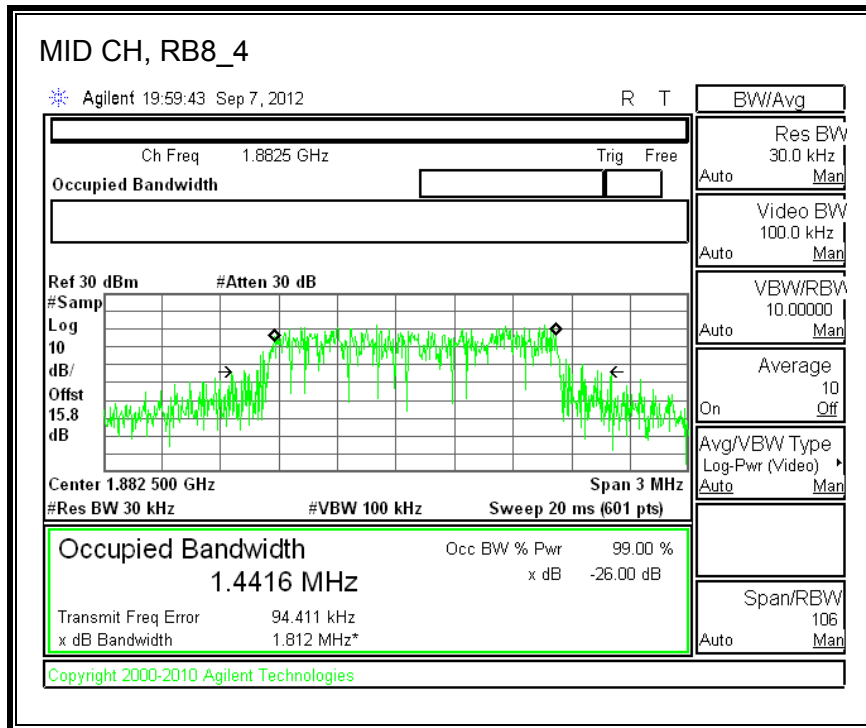 MID CH, RB8_4
Agilent 19:59:43 Sep 7, 2012 R T
BW/Avg
Ch Freq 1.8825 GHz Trig Free
Occupied Bandwidth
Ref 30 dBm #Atten 30 dB
#Samp
Log
10
dB/
Offst
15.8
dB
Center 1.882 500 GHz Span 3 MHz
#Res BW 30 kHz #VBW 100 kHz Sweep 20 ms (601 pts)
Occupied Bandwidth
1.4416 MHz
Occ BW % Pwr 99.00 %
x dB -26.00 dB
Transmit Freq Error 94.411 kHz
x dB Bandwidth 1.812 MHz*
Copyright 2000-2010 Agilent Technologies
Res BW
30.0 kHz
Auto Man
Video BW
100.0 kHz
Auto Man
VBW/RBW
10.00000
Auto Man
Average
10
On Off
Avg/VBW Type
Log-Pwr (Video)
Auto Man
Span/RBW
106
Auto Man